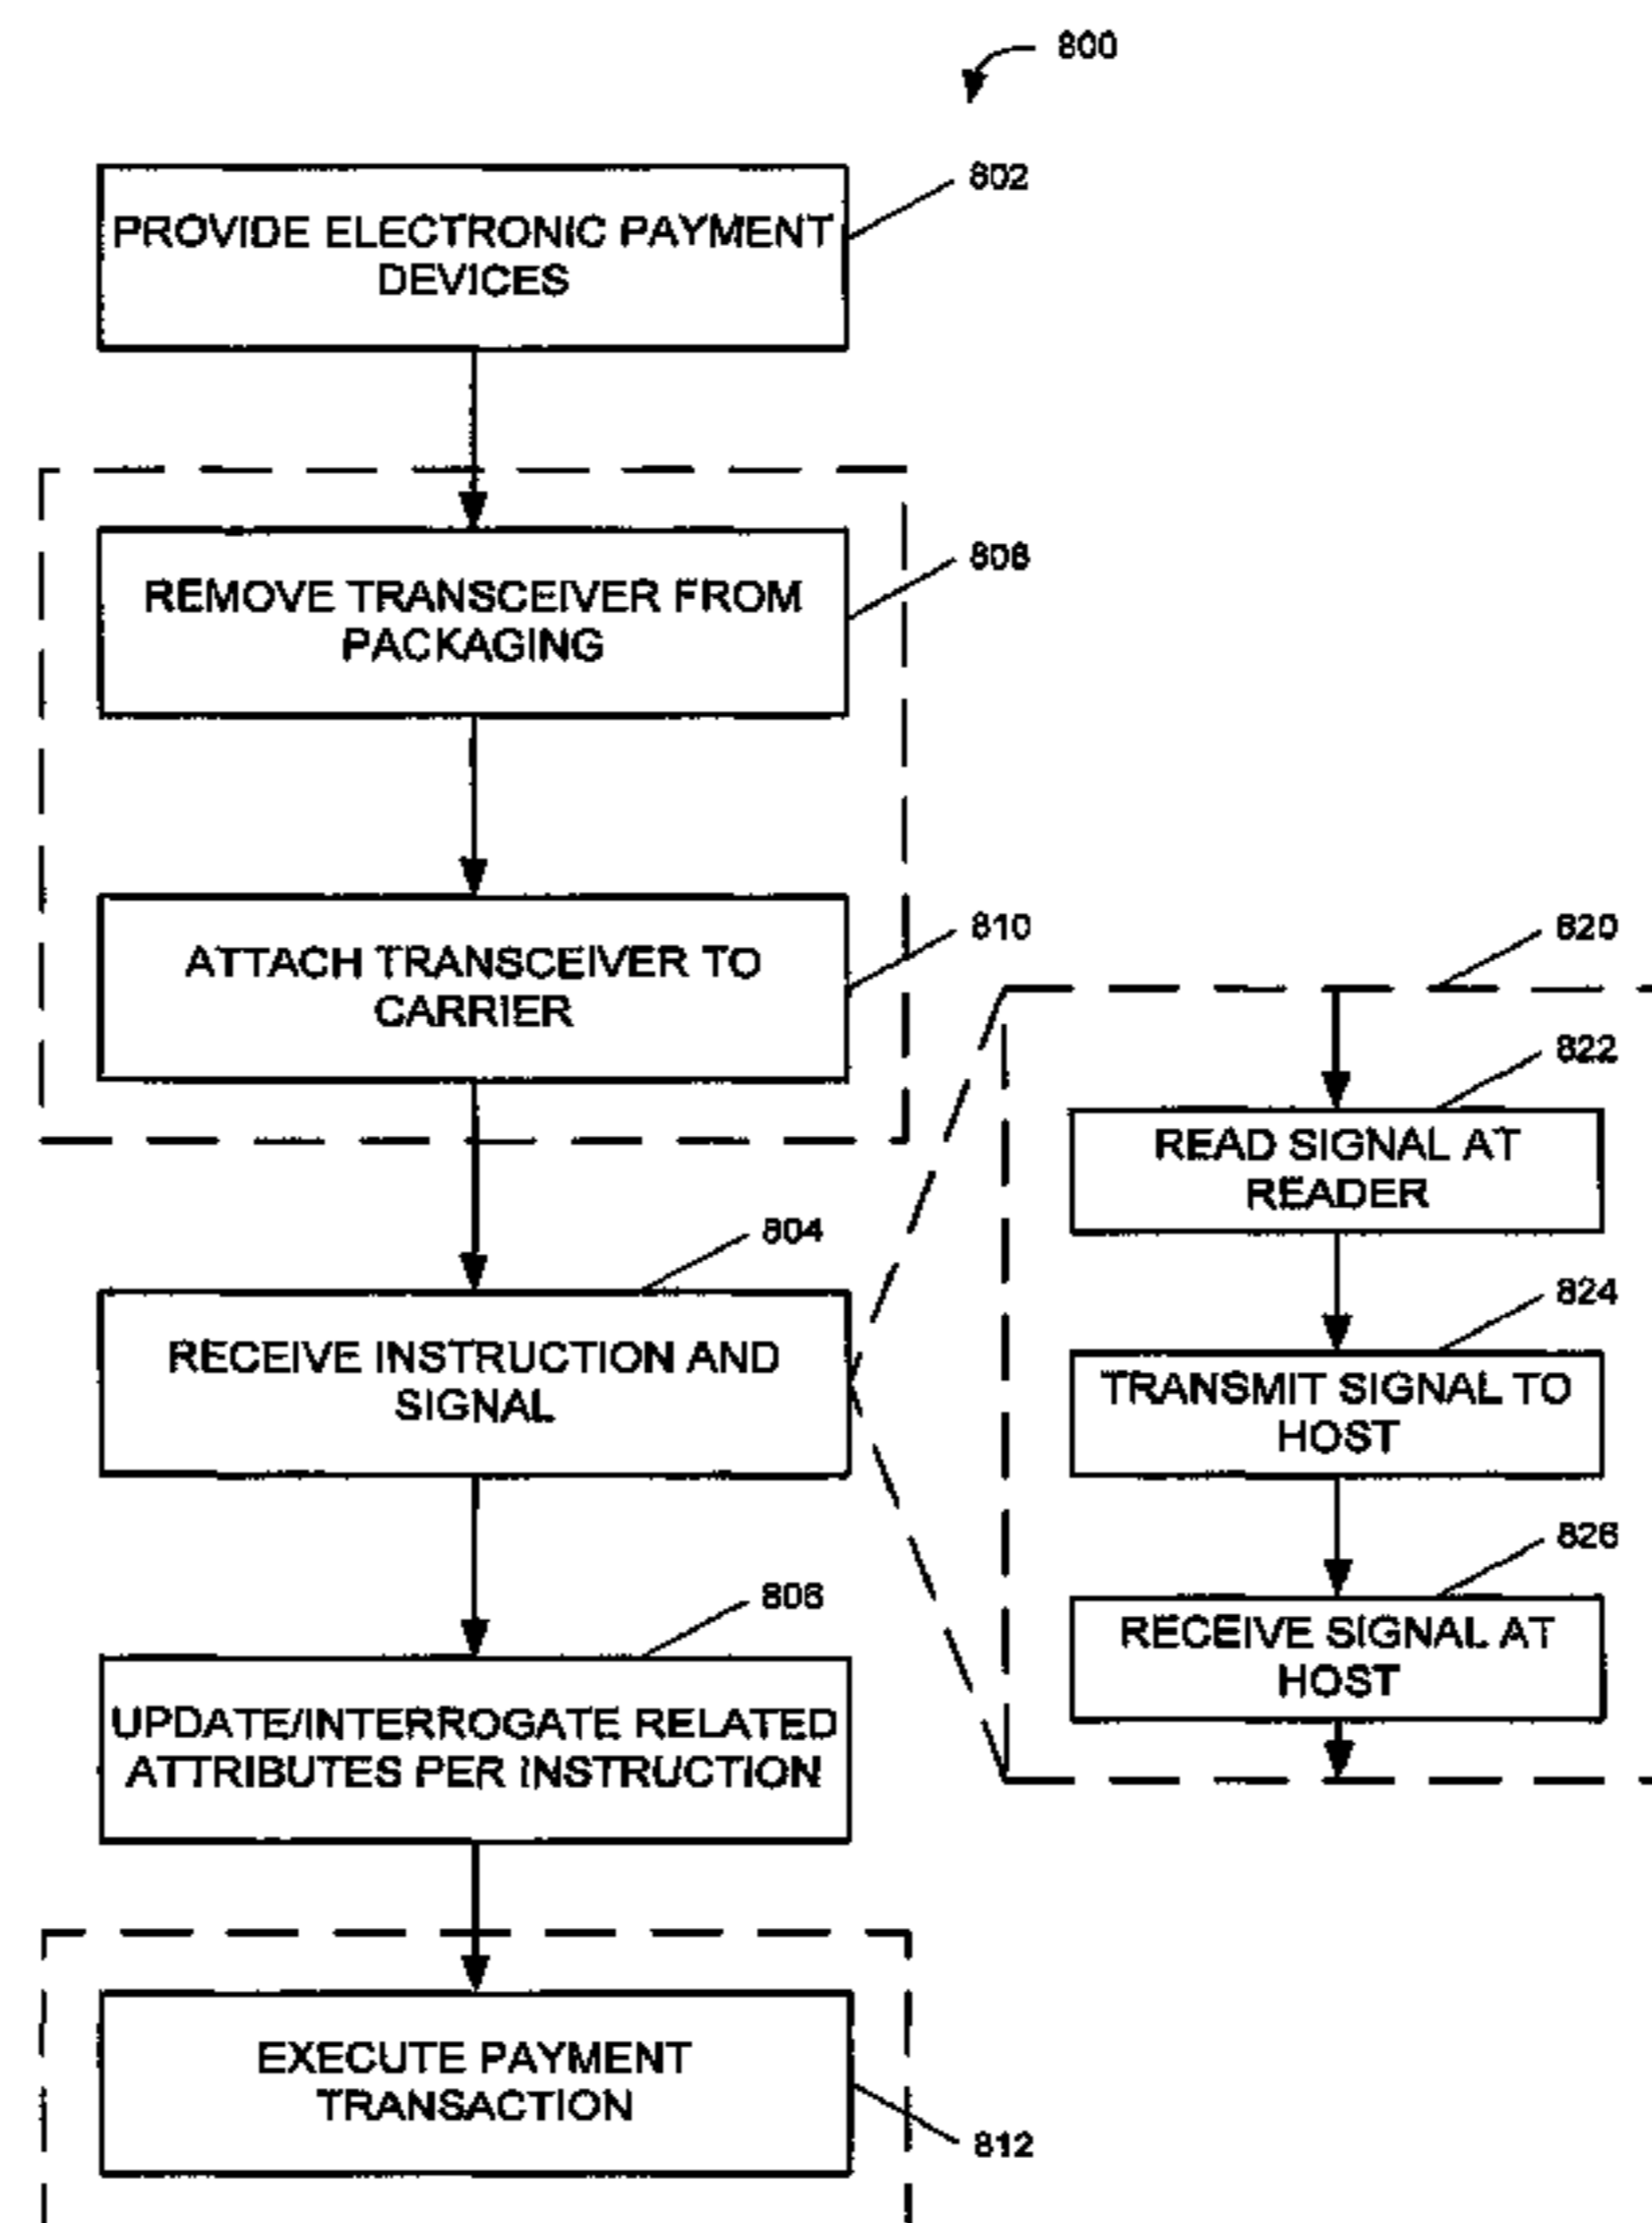 800
802
PROVIDE ELECTRONIC PAYMENT
DEVICES
808
REMOVE TRANSCEIVER FROM
PACKAGING
810
ATTACH TRANSCEIVER TO
CARRIER
804
RECEIVE INSTRUCTION AND
SIGNAL
806
UPDATE/INTERROGATE RELATED
ATTRIBUTES PER INSTRUCTION
EXECUTE PAYMENT
TRANSACTION
812
820
822
READ SIGNAL AT
READER
824
TRANSMIT SIGNAL TO
HOST
826
RECEIVE SIGNAL AT
HOST